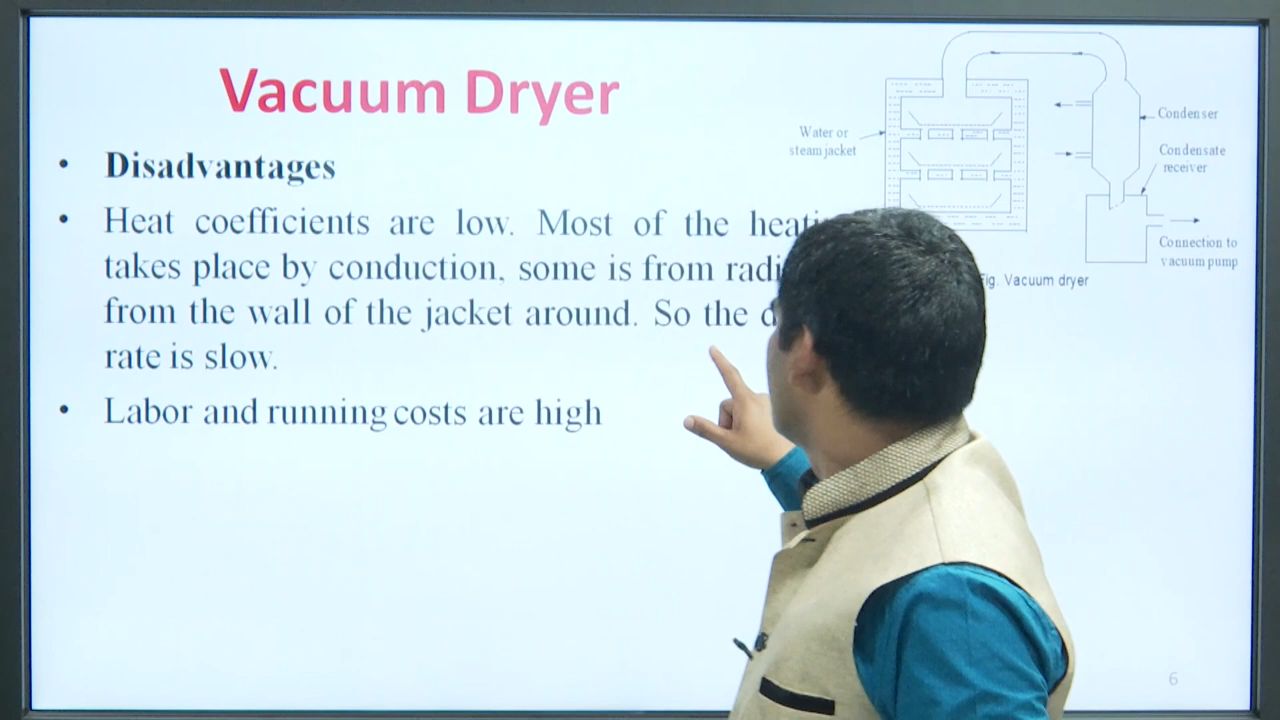 Vacuum Dryer
• Disadvantages
• Heat coefficients are low. Most of the
takes place by conduction, some is from
from the wall of the jacket around. So the
rate is slow.
• Labor and running costs are high
Water or
steam jacket
Condenser
Condensate
receiver
Connection to
vacuum pump
Fig. Vacuum dryer
6